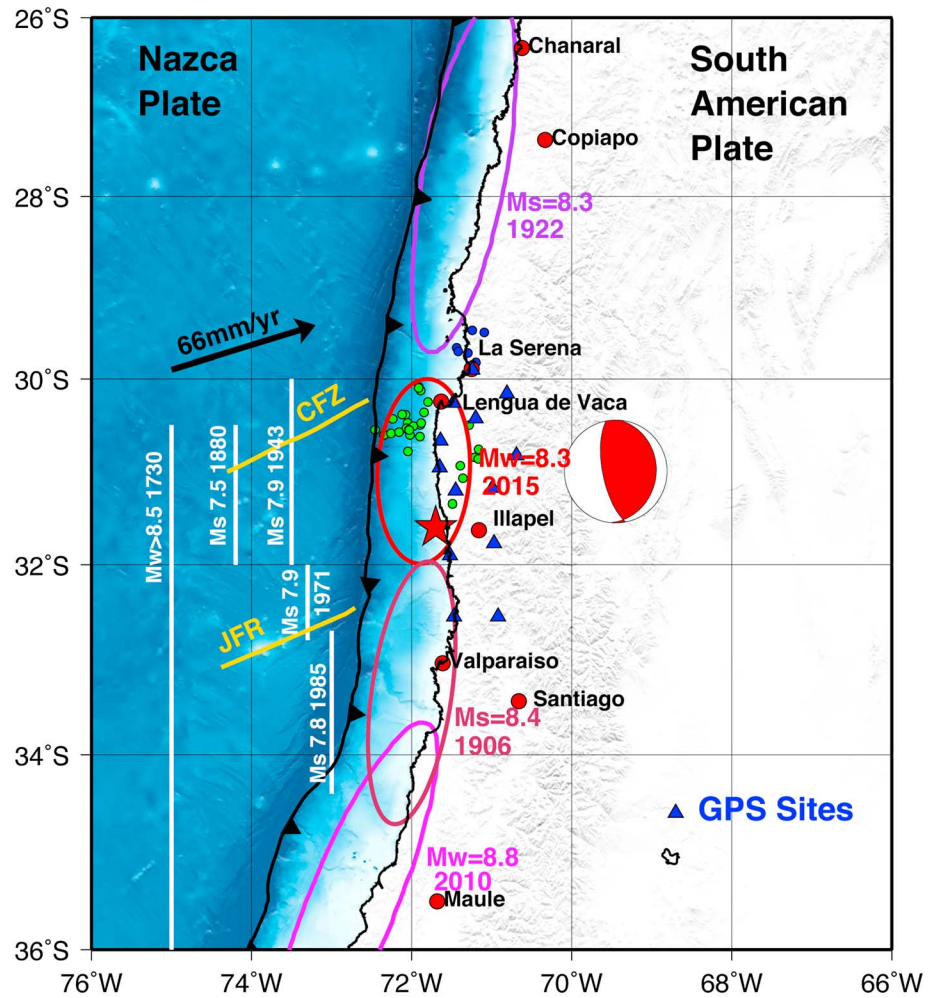 26°S
28°S
30°S
32°S
34°S
36°S
76°W
74°W
72°W
70°W
68°W
66°W
Nazca
Plate
South
American
Plate
Chanaral
Copiapo
Ms=8.3
1922
66mm/yr
La Serena
CFZ
Lengua de Vaca
Mw>8.5 1730
Ms 7.5 1880
Ms 7.9 1943
Mw=8.3
2015
Illapel
Ms 7.9
1971
JFR
Ms 7.8 1985
Valparaiso
Santiago
Ms=8.4
1906
GPS Sites
Mw=8.8
2010
Maule